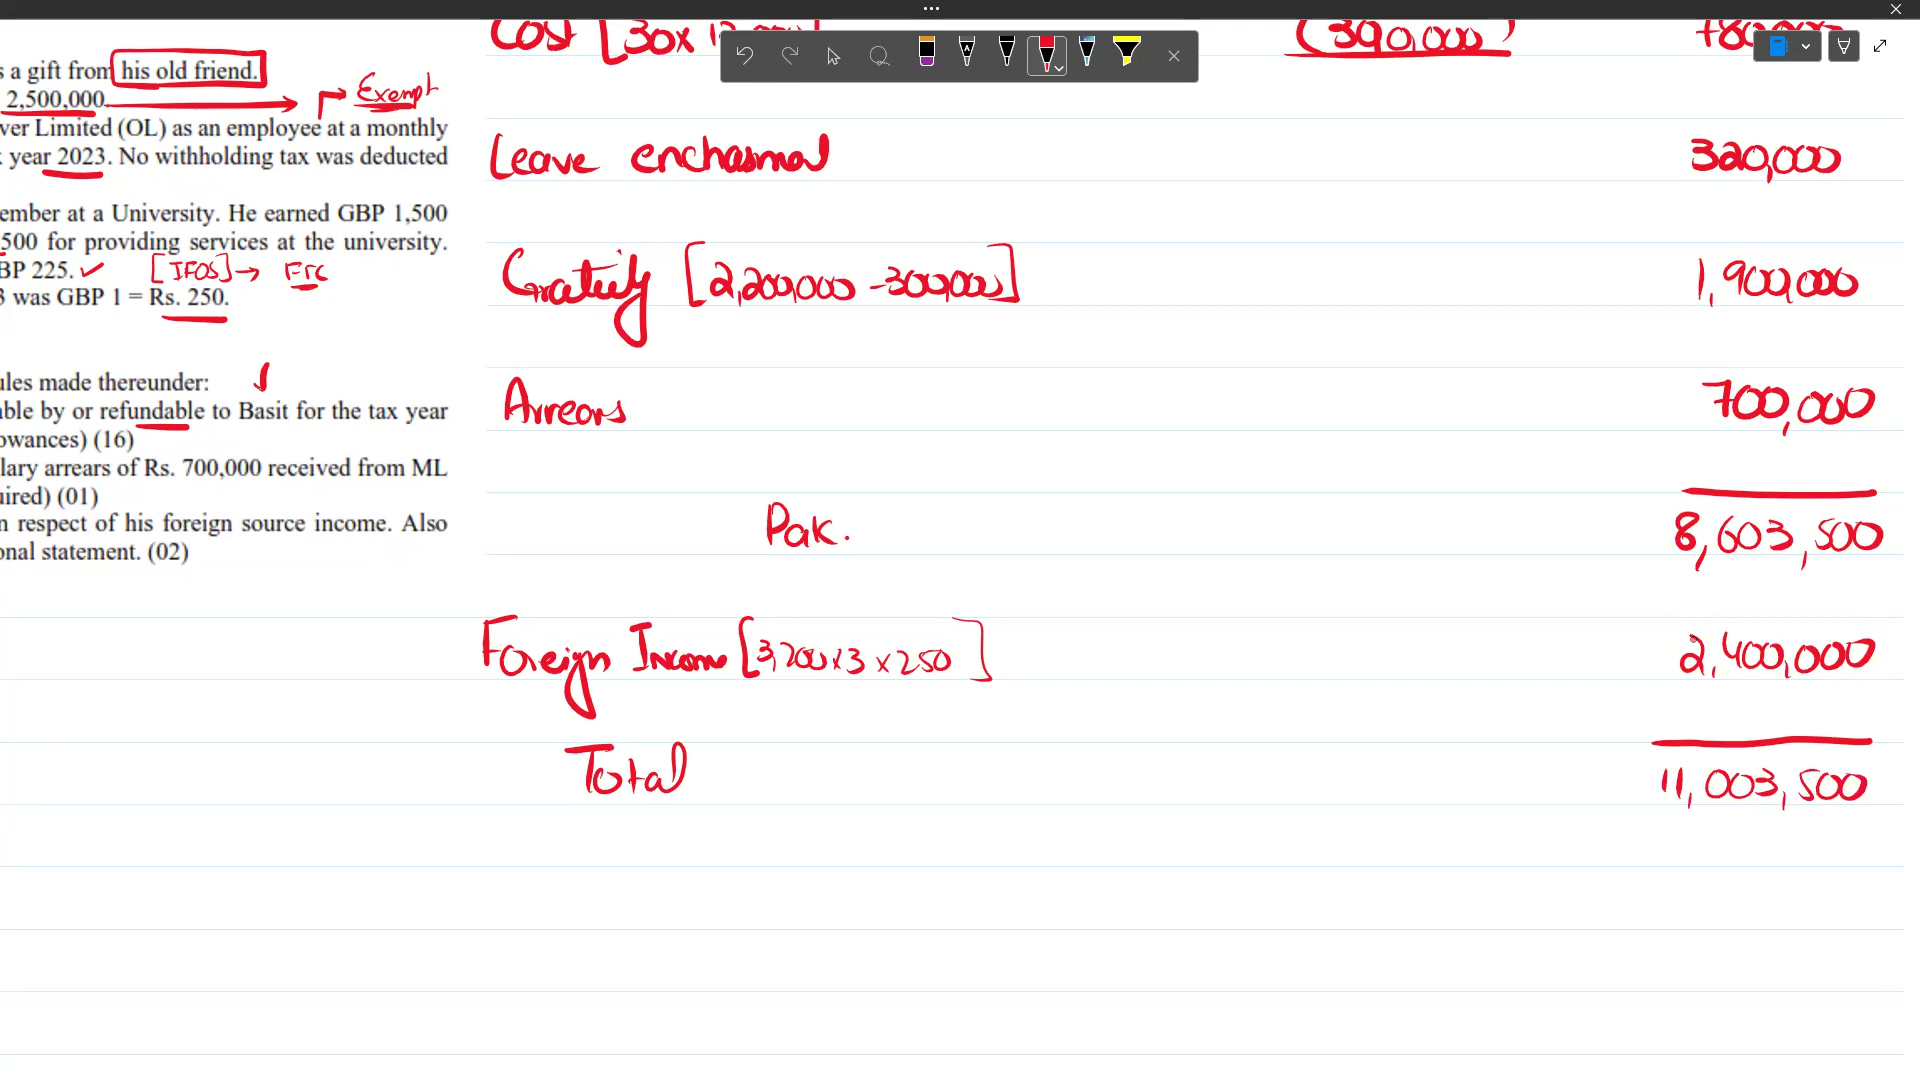 s a gift from his old friend.
2,500,000
Exempt
ver Limited (OL) as an employee at a monthly
year 2023. No withholding tax was deducted
ember at a University. He earned GBP 1,500
500 for providing services at the university.
BP 225. ✓ [IFOS] → FTC
3 was GBP 1 = Rs. 250.
ules made thereunder:
able by or refundable to Basit for the tax year
owances) (16)
lary arrears of Rs. 700,000 received from ML
uired) (01)
n respect of his foreign source income. Also
onal statement. (02)
Cost [30x (390,000)
Leave encashment 320,000
Gratuity [2,200,000 - 300,000] 1,900,000
Arrears 700,000
Pak. 8,603,500
Foreign Income [3,200 x 3 x 250] 2,400,000
Total 11,003,500